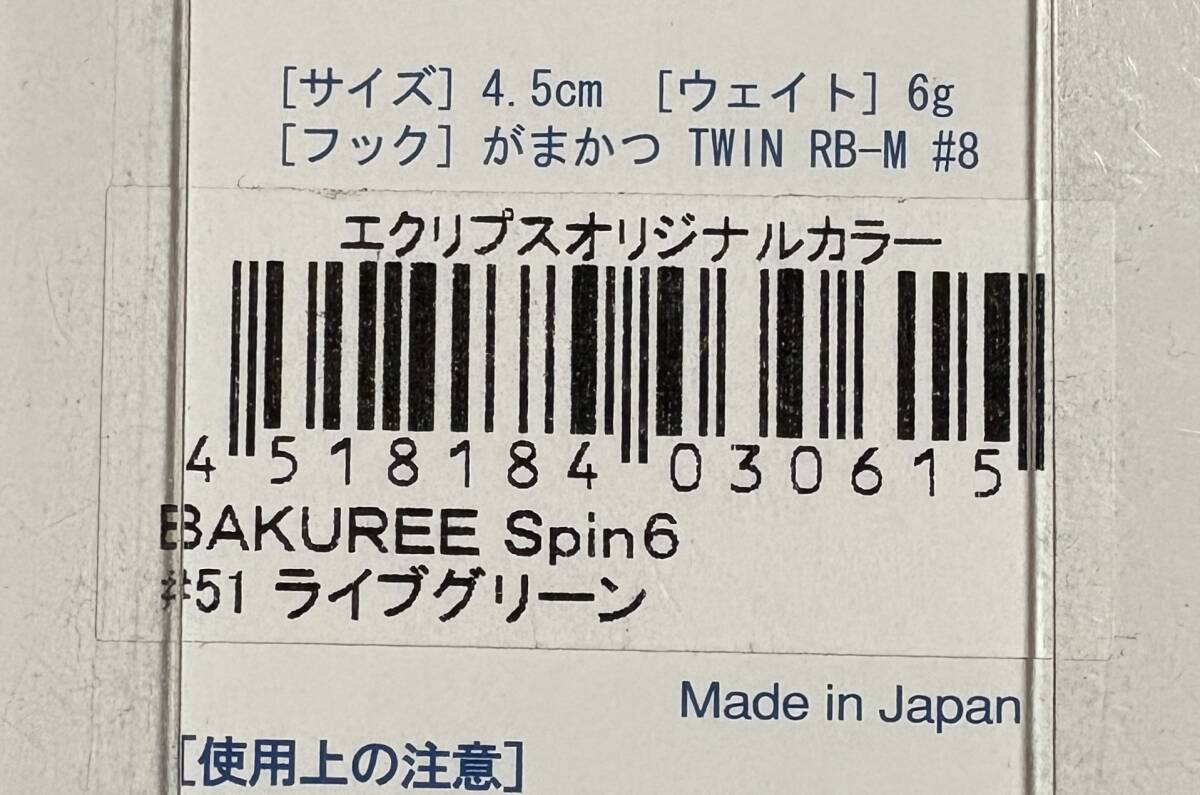 [サイズ] 4.5cm [ウェイト] 6g
[フック] がまかつ TWIN RB-M #8
エクリプスオリジナルカラー
4 518184 030615
BAKUREE Spin6
#51 ライブグリーン
Made in Japan
[使用上の注意]